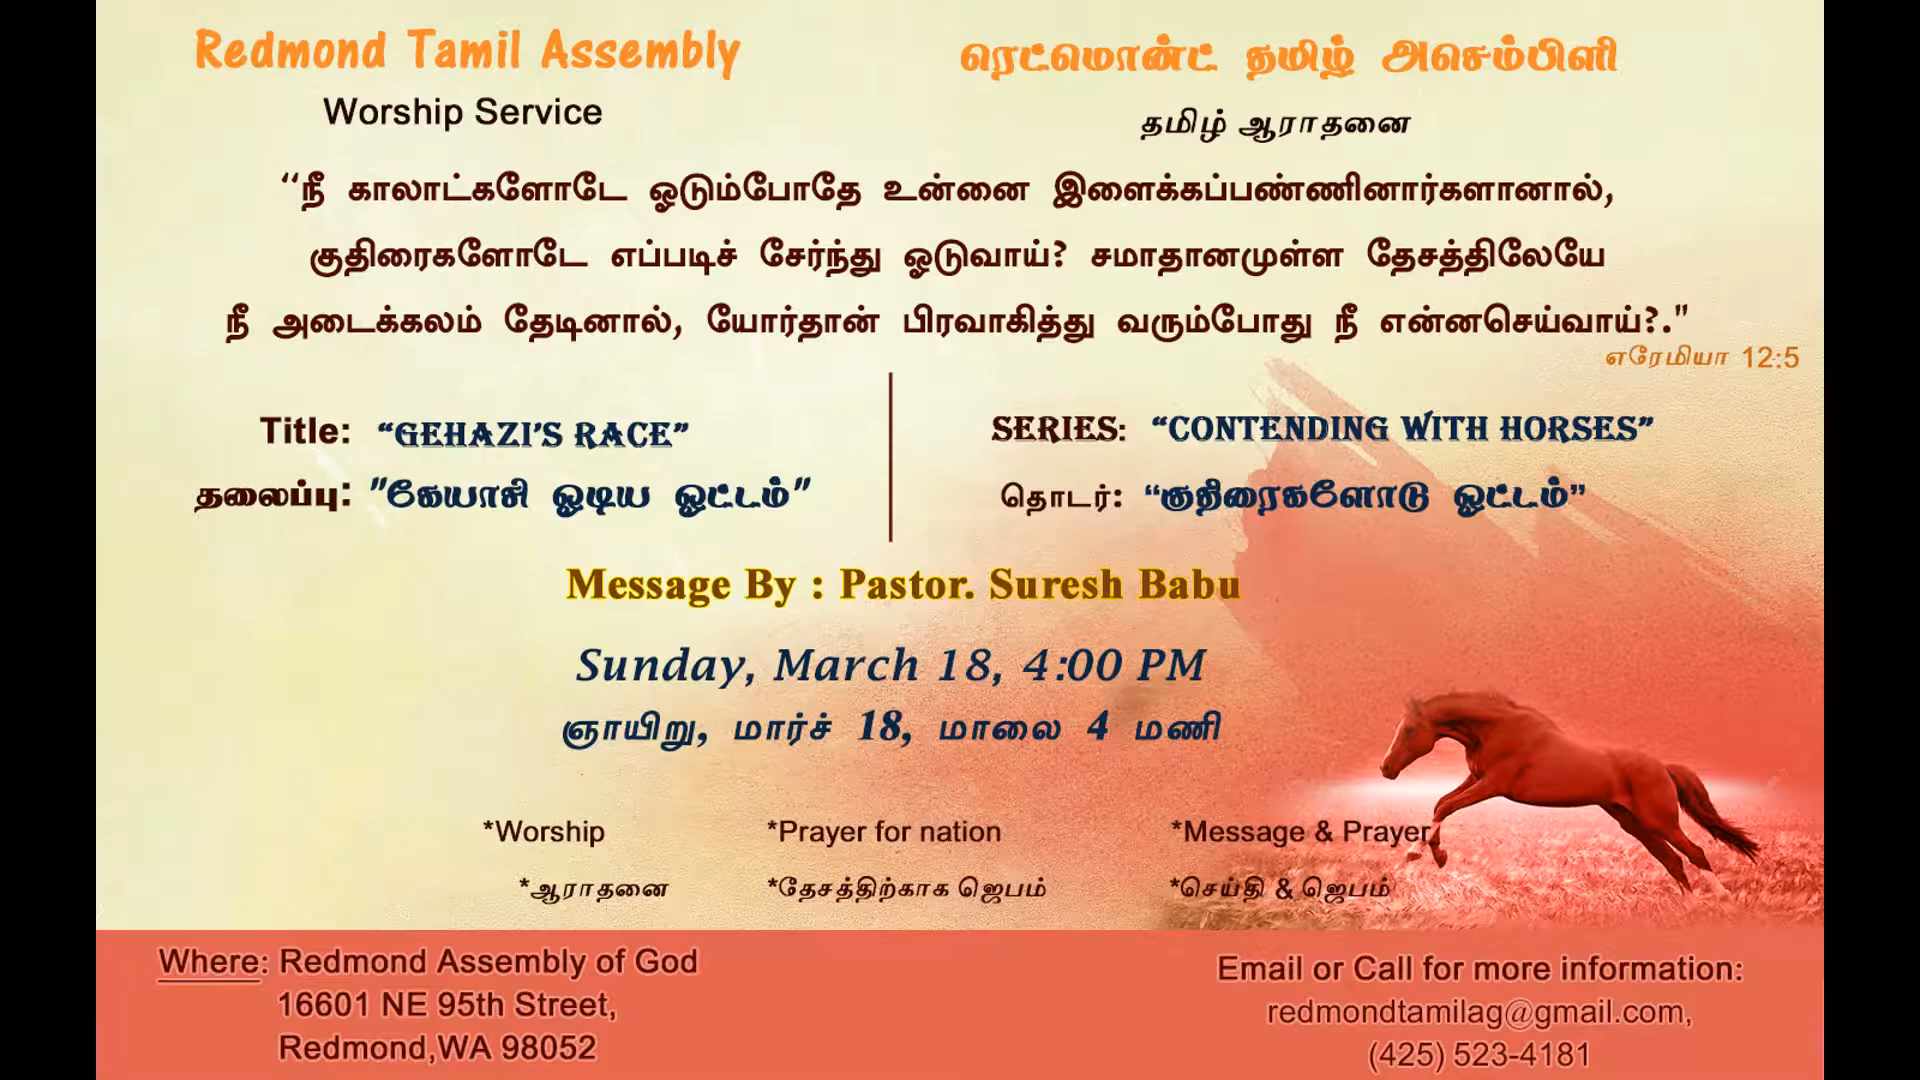 Redmond Tamil Assembly
ரெட்மொண்ட் தமிழ் அசெம்பிளி
Worship Service
தமிழ் ஆராதனை
‘‘நீ காலாட்களோடே ஓடும்போதே உன்னை இளைக்கப்பண்ணினார்களானால்,
குதிரைகளோடே எப்படிச் சேர்ந்து ஓடுவாய்? சமாதானமுள்ள தேசத்திலேயே
நீ அடைக்கலம் தேடினால், யோர்தான் பிரவாகித்து வரும்போது நீ என்னசெய்வாய்?."
எரேமியா 12:5
Title: “GEHAZI’S RACE”
தலைப்பு: "கேயாசி ஓடிய ஓட்டம்"
SERIES: “CONTENDING WITH HORSES”
தொடர்: “குதிரைகளோடு ஓட்டம்”
Message By : Pastor. Suresh Babu
Sunday, March 18, 4:00 PM
ஞாயிறு, மார்ச் 18, மாலை 4 மணி
*Worship *Prayer for nation *Message & Prayer
*ஆராதனை *தேசத்திற்காக ஜெபம் *செய்தி & ஜெபம்
Where: Redmond Assembly of God
16601 NE 95th Street,
Redmond,WA 98052
Email or Call for more information:
redmondtamilag@gmail.com,
(425) 523-4181